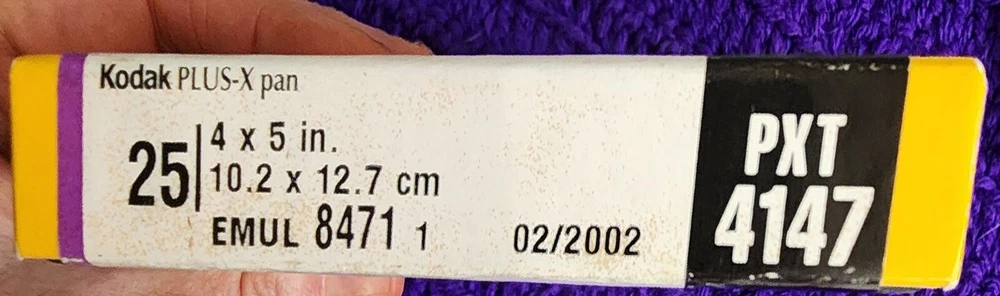 Kodak PLUS-X pan
25
4 x 5 in.
10.2 x 12.7 cm
EMUL 8471 1
02/2002
PXT
4147